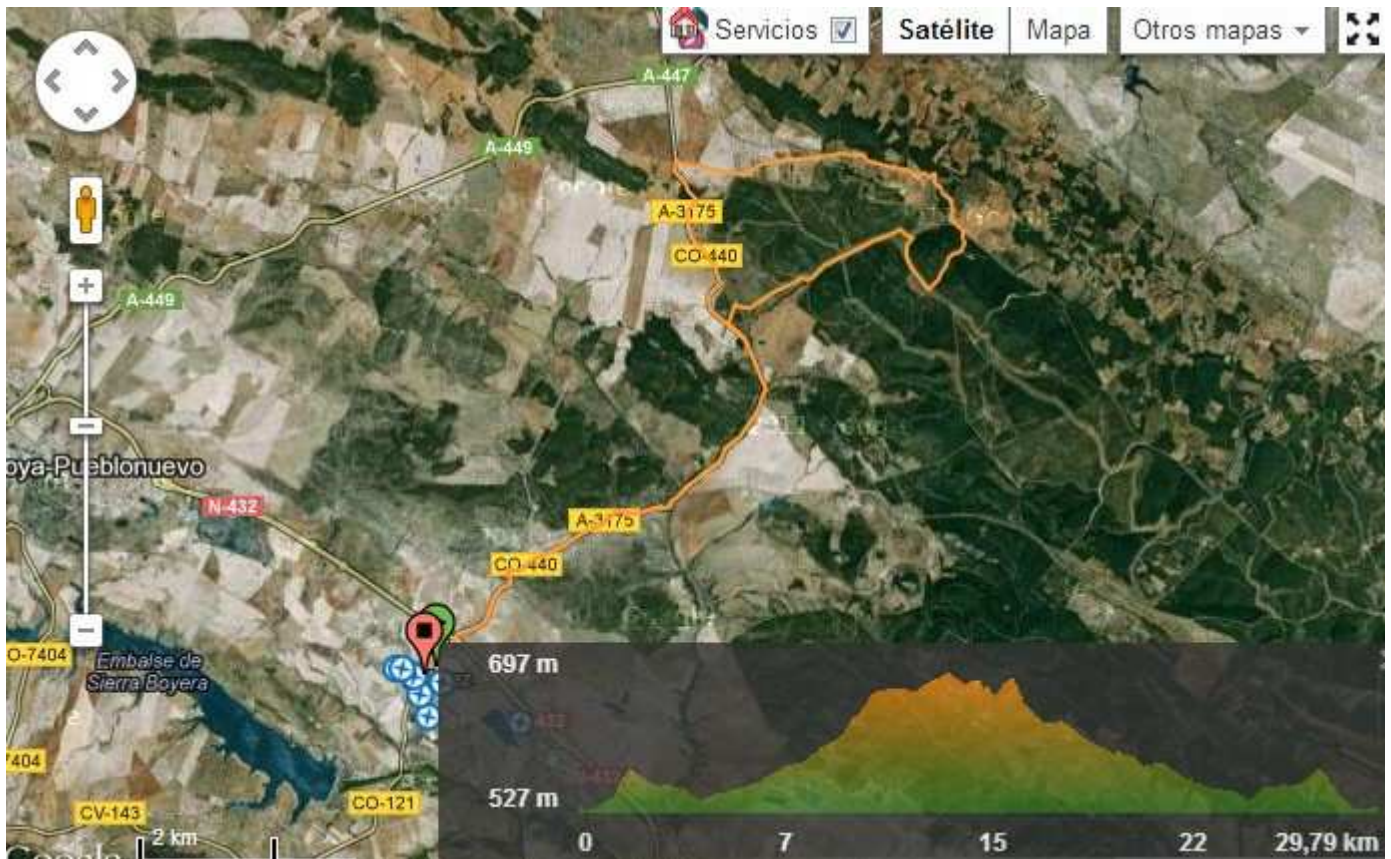 Servicios
Satélite
Mapa
Otros mapas
A-447
A-449
A-3175
CO-440
A-449
oya-Pueblonuevo
N-432
A-3175
CO-440
O-7404
Embalse de
Sierra Boyera
7404
CV-143
CO-121
2 km
Google
697 m
527 m
0
7
15
22
29,79 km